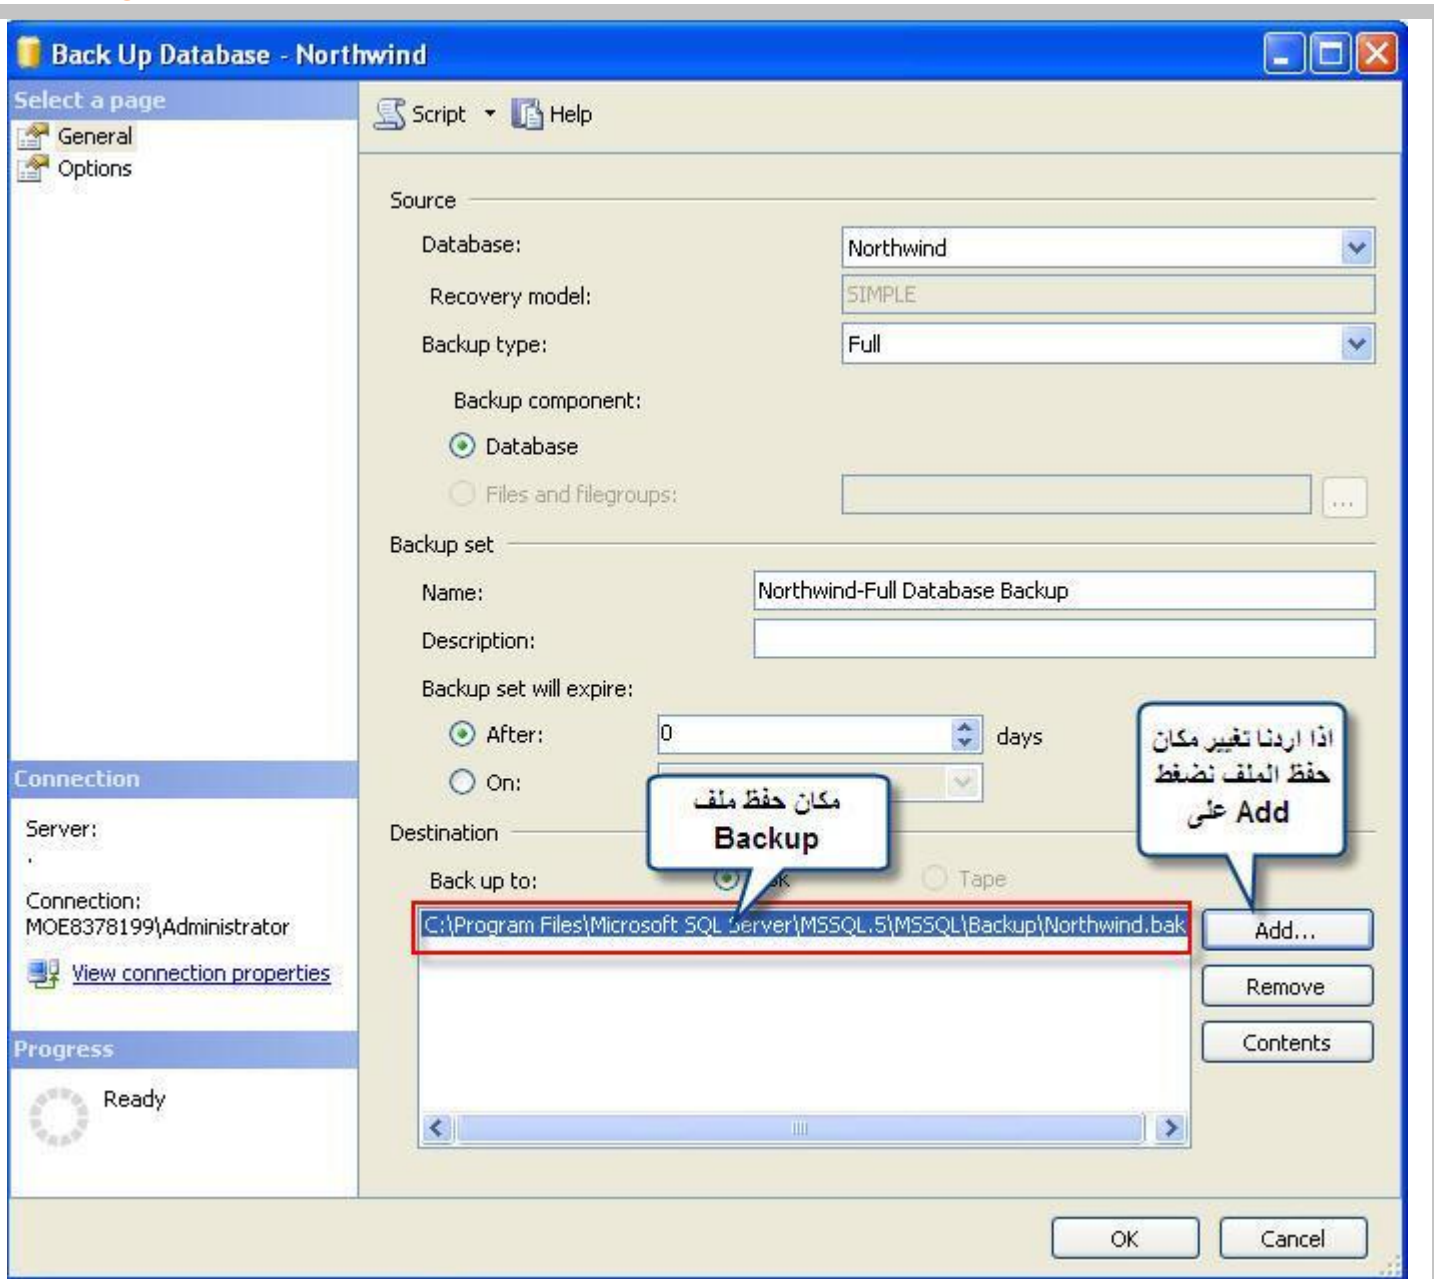 Back Up Database - Northwind
Select a page
General
Options
Script
Help
Source
Database:
Northwind
Recovery model:
SIMPLE
Backup type:
Full
Backup component:
Database
Files and filegroups:
...
Backup set
Name:
Northwind-Full Database Backup
Description:
Backup set will expire:
After:
0
days
On:
اذا اردنا تغيير مكان
حفظ الملف نضغط
على Add
مكان حفظ ملف
Backup
Destination
Back up to:
Tape
C:\Program Files\Microsoft SQL Server\MSSQL.5\MSSQL\Backup\Northwind.bak
Add...
Remove
Contents
Connection
Server:
.
Connection:
MOE8378199\Administrator
View connection properties
Progress
Ready
OK
Cancel